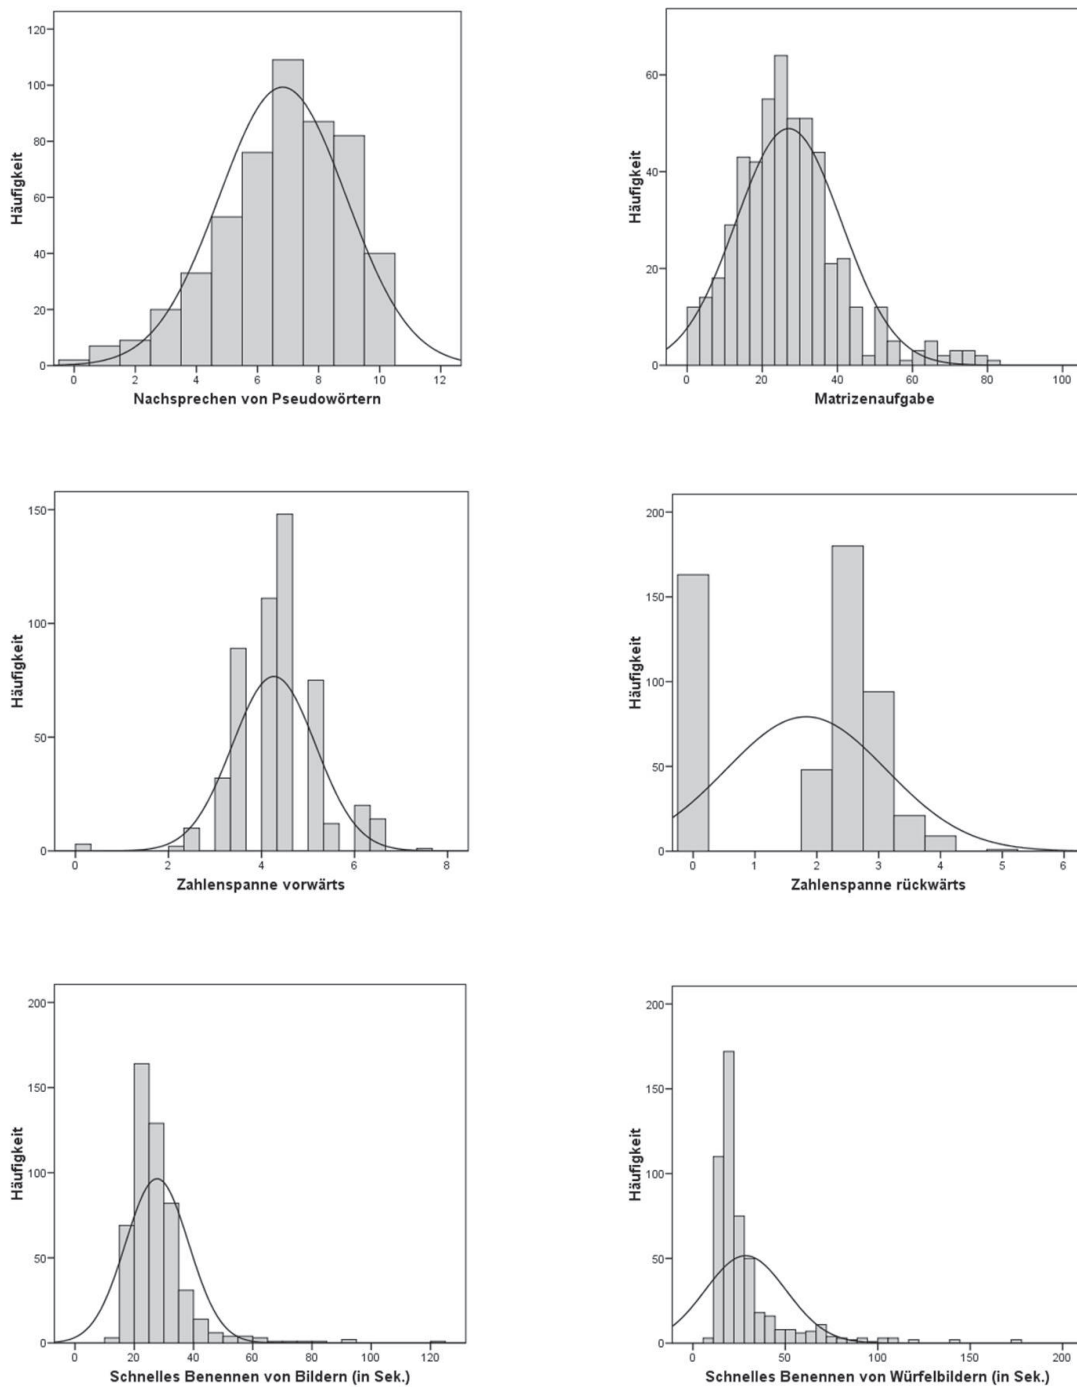 120
100
80
60
40
20
0
Häufigkeit
0 2 4 6 8 10 12
Nachsprechen von Pseudowörtern
60
40
20
0
Häufigkeit
0 20 40 60 80 100
Matrizenaufgabe
150
100
50
0
Häufigkeit
0 2 4 6 8
Zahlenspanne vorwärts
200
150
100
50
0
Häufigkeit
0 1 2 3 4 5 6
Zahlenspanne rückwärts
200
150
100
50
0
Häufigkeit
0 20 40 60 80 100 120
Schnelles Benennen von Bildern (in Sek.)
200
150
100
50
0
Häufigkeit
0 50 100 150 200
Schnelles Benennen von Würfelbildern (in Sek.)